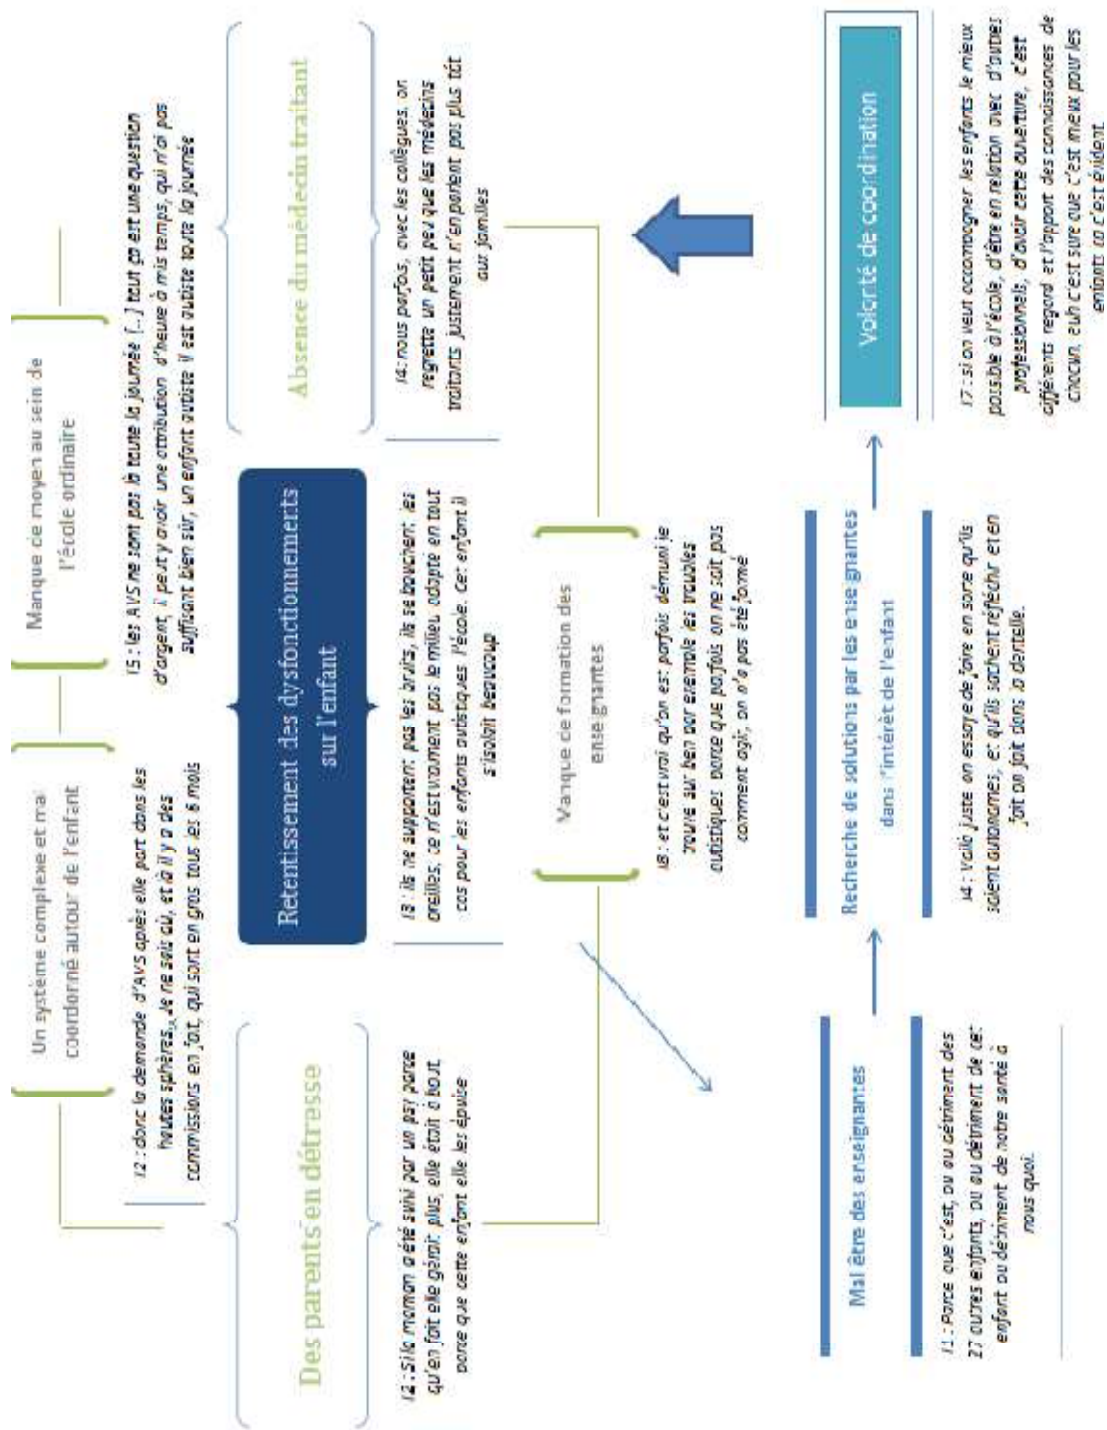 Un système complexe et mal
coordonné autour de l'enfant
I2 : donc la demande d'AVS après elle part dans les
hautes sphères, Je ne sais où, et là il y a des
commissions en fait, qui sont en gros tous les 6 mois
Manque de moyen au sein de
l'école ordinaire
I5 : les AVS ne sont pas là toute la journée (...) tout ça est une question
d'argent, i' peut y avoir une attribution d'heure à mis temps, qui n'ai pas
suffisant bien sûr, un enfant autiste il est autiste toute la journée
Des parents en détresse
I2 : Si la maman a été suivi par un psy parce
qu'en fait elle gérait plus, elle était à bout,
parce que cette enfant elle les épuise
Retentissement des dysfonctionnements
sur l'enfant
I3 : ils ne supportent pas les bruits, ils se bouchent les
oreilles, ce n'est vraiment pas le milieu adapte en tout
cas pour les enfants autistiques l'école, cet enfant il
s'isolait beaucoup
Absence du médecin traitant
I4 : nous parfois, avec les collègues, on
regrette un petit peu que les médecins
traitants justement n'en parlent pas plus tôt
aux familles
Manque de formation des
enseignantes
I8 : et c'est vrai qu'on est parfois démuni je
trouve sur ben par exemple les troubles
autistiques parce que parfois on ne sait pas
comment agir, on n'a pas été formé
Mal être des enseignantes
I1 : Parce que c'est, ou au détriment des
27 autres enfants, ou au détriment de cet
enfant ou détriment de notre santé à
nous quoi.
Recherche de solutions par les enseignantes
dans l'intérêt de l'enfant
I4 : Voilà juste on essaye de faire en sorte qu'ils
soient autonomes, et qu'ils sachent réfléchir et en
fait on fait dans la dentelle.
Volonté de coordination
I7 : si on veut accompagner les enfants le mieux
possible à l'école, d'être en relation avec d'autres
professionnels, d'avoir cette ouverture, c'est
différents regard et l'apport des connaissances de
chacun, euh c'est sure que c'est mieux pour les
enfants ça c'est évident.